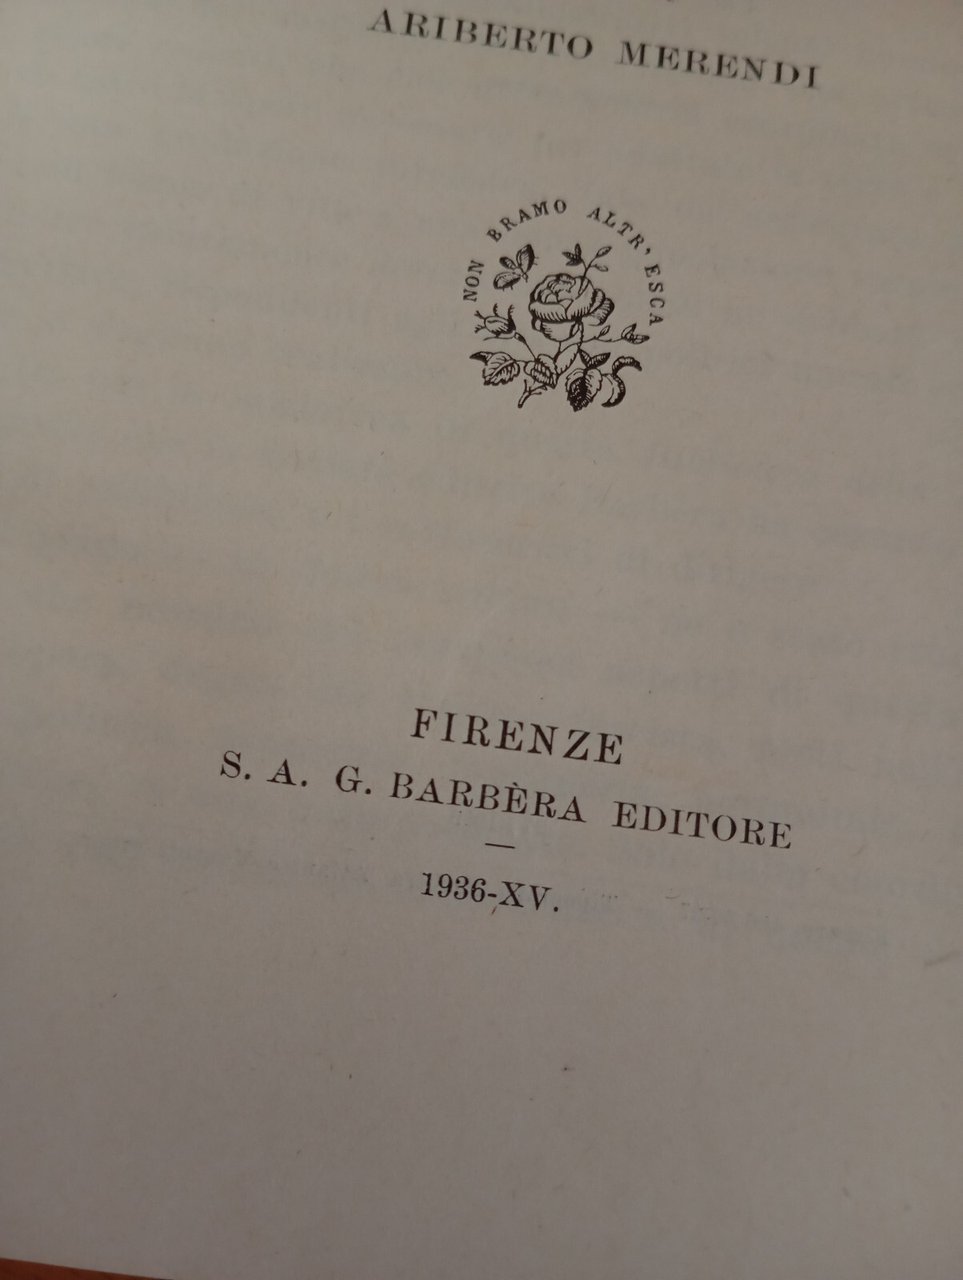 ARIBERTO MERENDI
NON BRAMO ALTR' ESCA
FIRENZE
S. A. G. BARBÈRA EDITORE
1936-XV.